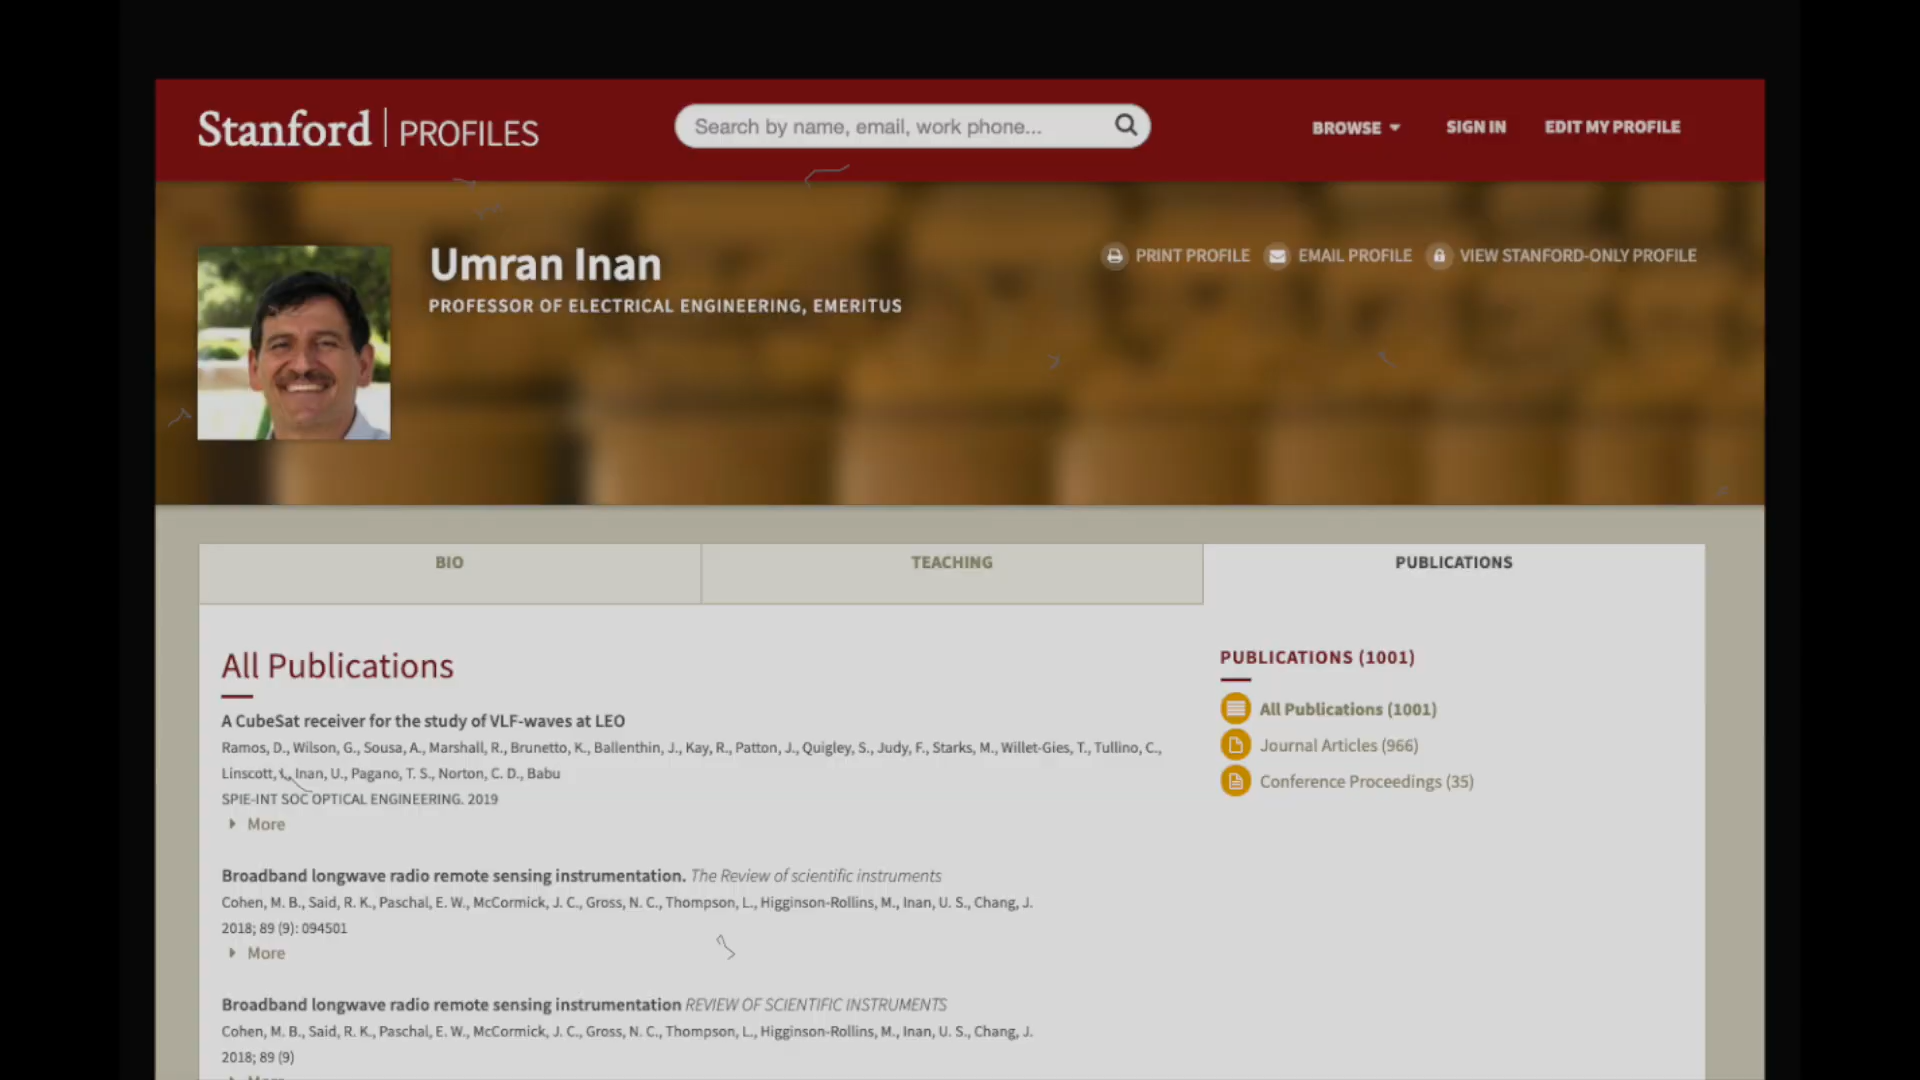 Stanford | PROFILES
Search by name, email, work phone...
BROWSE
SIGN IN
EDIT MY PROFILE
Umran Inan
PROFESSOR OF ELECTRICAL ENGINEERING, EMERITUS
PRINT PROFILE
EMAIL PROFILE
VIEW STANFORD-ONLY PROFILE
BIO
TEACHING
PUBLICATIONS
All Publications
A CubeSat receiver for the study of VLF-waves at LEO
Ramos, D., Wilson, G., Sousa, A., Marshall, R., Brunetto, K., Ballenthin, J., Kay, R., Patton, J., Quigley, S., Judy, F., Starks, M., Willet-Gies, T., Tullino, C.,
Linscott, I., Inan, U., Pagano, T. S., Norton, C. D., Babu
SPIE-INT SOC OPTICAL ENGINEERING. 2019
More
Broadband longwave radio remote sensing instrumentation. The Review of scientific instruments
Cohen, M. B., Said, R. K., Paschal, E. W., McCormick, J. C., Gross, N. C., Thompson, L., Higginson-Rollins, M., Inan, U. S., Chang, J.
2018; 89 (9): 094501
More
Broadband longwave radio remote sensing instrumentation REVIEW OF SCIENTIFIC INSTRUMENTS
Cohen, M. B., Said, R. K., Paschal, E. W., McCormick, J. C., Gross, N. C., Thompson, L., Higginson-Rollins, M., Inan, U. S., Chang, J.
2018; 89 (9)
PUBLICATIONS (1001)
All Publications (1001)
Journal Articles (966)
Conference Proceedings (35)